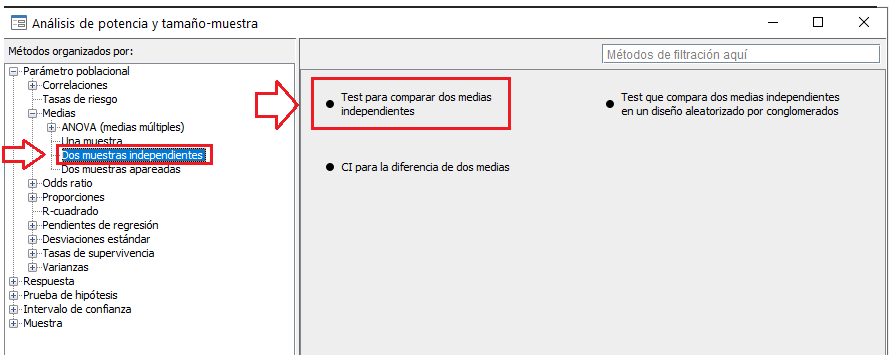 Análisis de potencia y tamaño-muestra
Métodos organizados por:
Parámetro poblacional
Correlaciones
Tasas de riesgo
Medias
ANOVA (medias múltiples)
Una muestra
Dos muestras independientes
Dos muestras apareadas
Odds ratio
Proporciones
R-cuadrado
Pendientes de regresión
Desviaciones estándar
Tasas de supervivencia
Varianzas
Respuesta
Prueba de hipótesis
Intervalo de confianza
Muestra
Métodos de filtración aquí
Test para comparar dos medias
independientes
Test que compara dos medias independientes
en un diseño aleatorizado por conglomerados
CI para la diferencia de dos medias